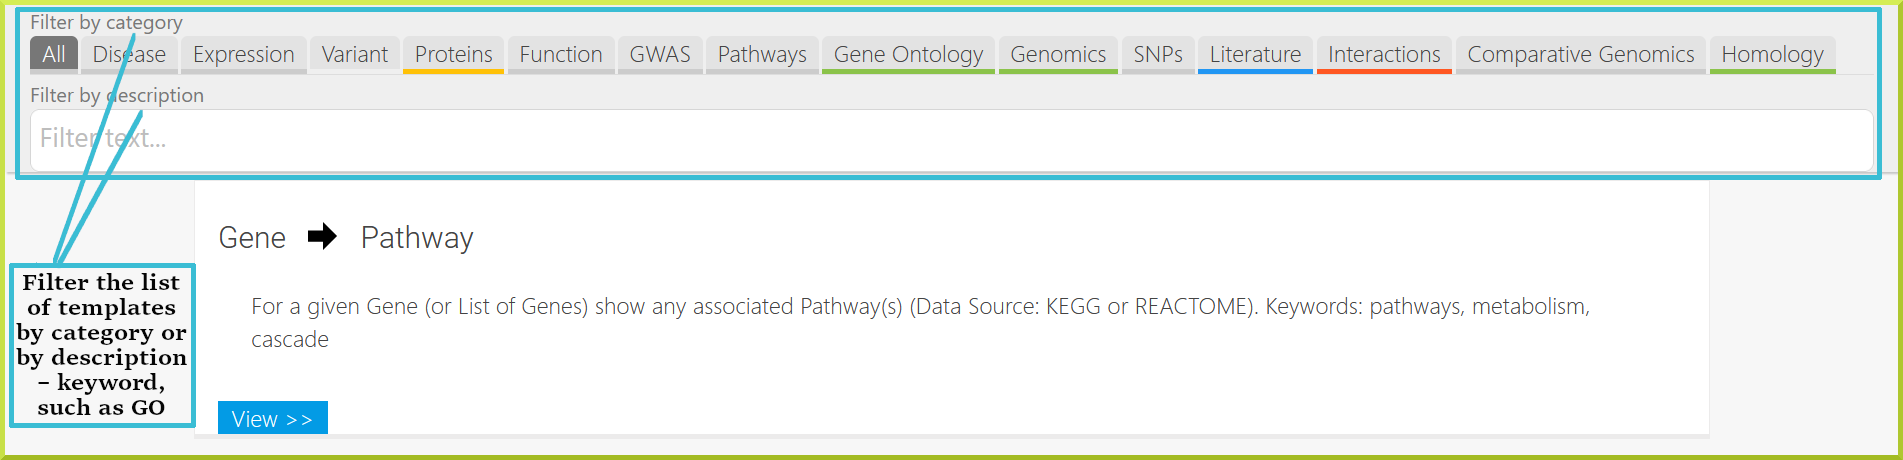 Filter by category
All Disease Expression Variant Proteins Function GWAS Pathways Gene Ontology Genomics SNPs Literature Interactions Comparative Genomics Homology
Filter by description
Filter text...
Gene Pathway
For a given Gene (or List of Genes) show any associated Pathway(s) (Data Source: KEGG or REACTOME). Keywords: pathways, metabolism,
cascade
View >>
Filter the list
of templates
by category or
by description
– keyword,
such as GO